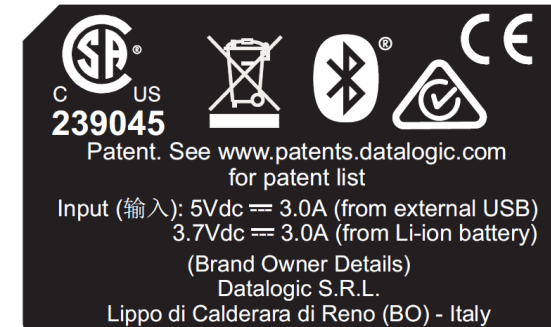 SA®
C US
239045
®
CE
Patent. See www.patents.datalogic.com
for patent list
Input (输入): 5Vdc ⎓ 3.0A (from external USB)
3.7Vdc ⎓ 3.0A (from Li-ion battery)
(Brand Owner Details)
Datalogic S.R.L.
Lippo di Calderara di Reno (BO) - Italy